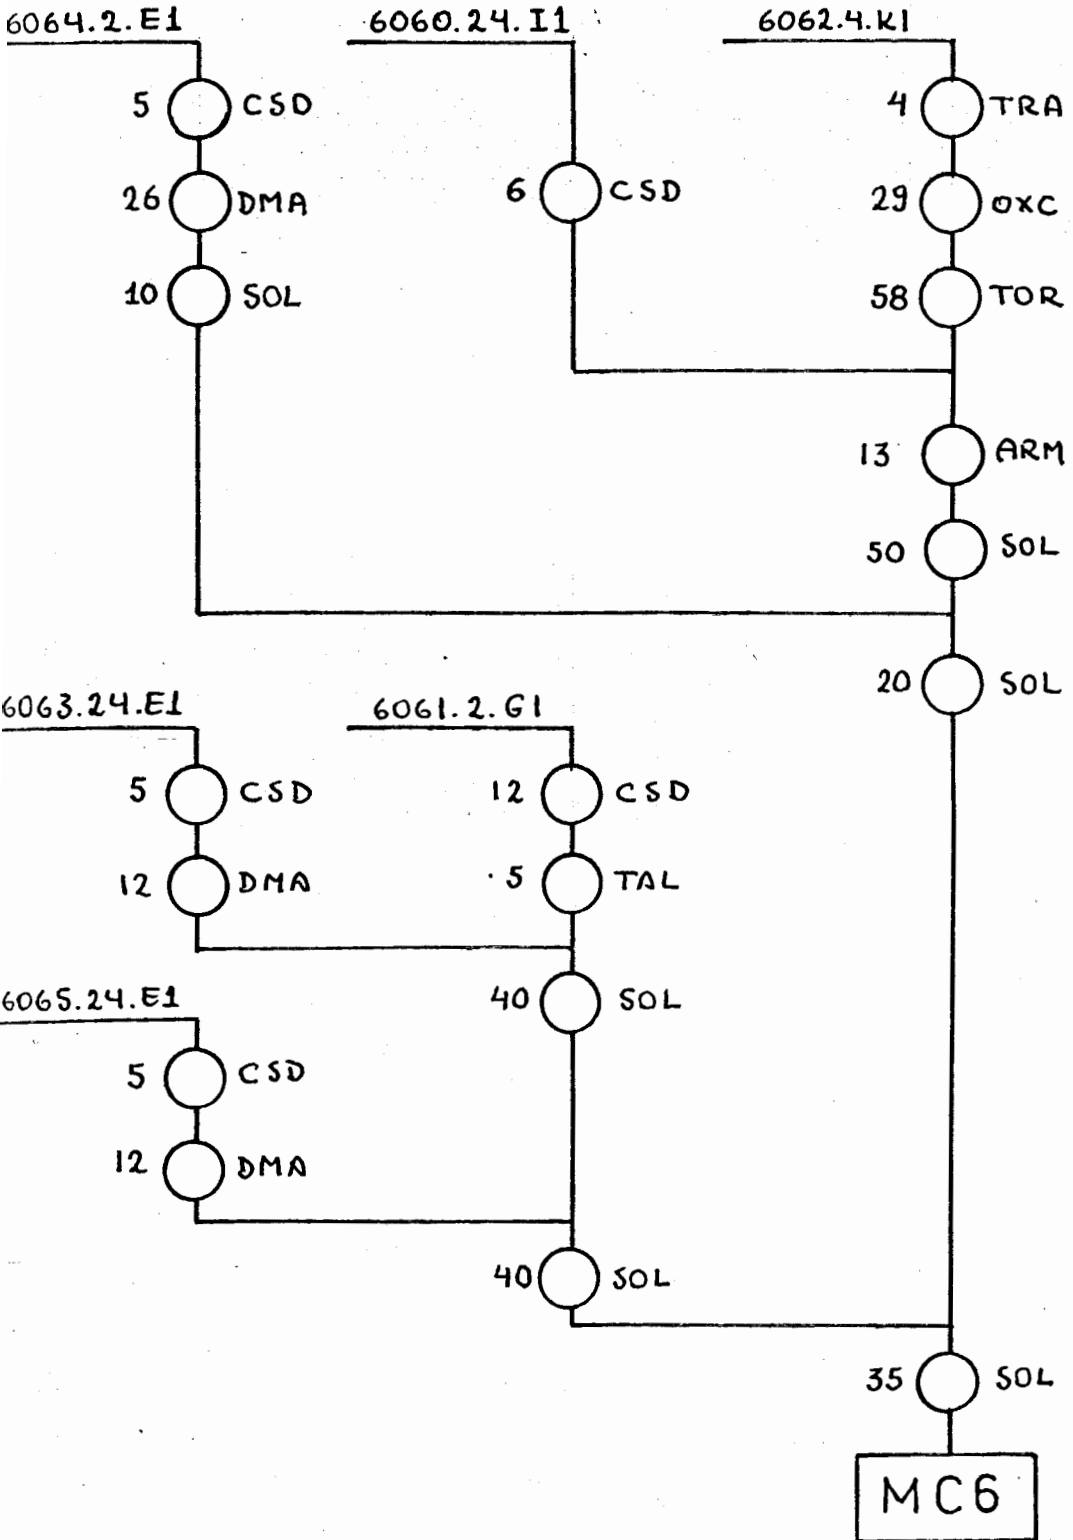 6064.2.E1
6060.24.I1
6062.4.K1
5 CSD
4 TRA
26 DMA
6 CSD
29 OXC
10 SOL
58 TOR
13 ARM
50 SOL
20 SOL
6063.24.E1
6061.2.G1
5 CSD
12 CSD
12 DMA
5 TAL
6065.24.E1
40 SOL
5 CSD
12 DMA
40 SOL
35 SOL
MC6